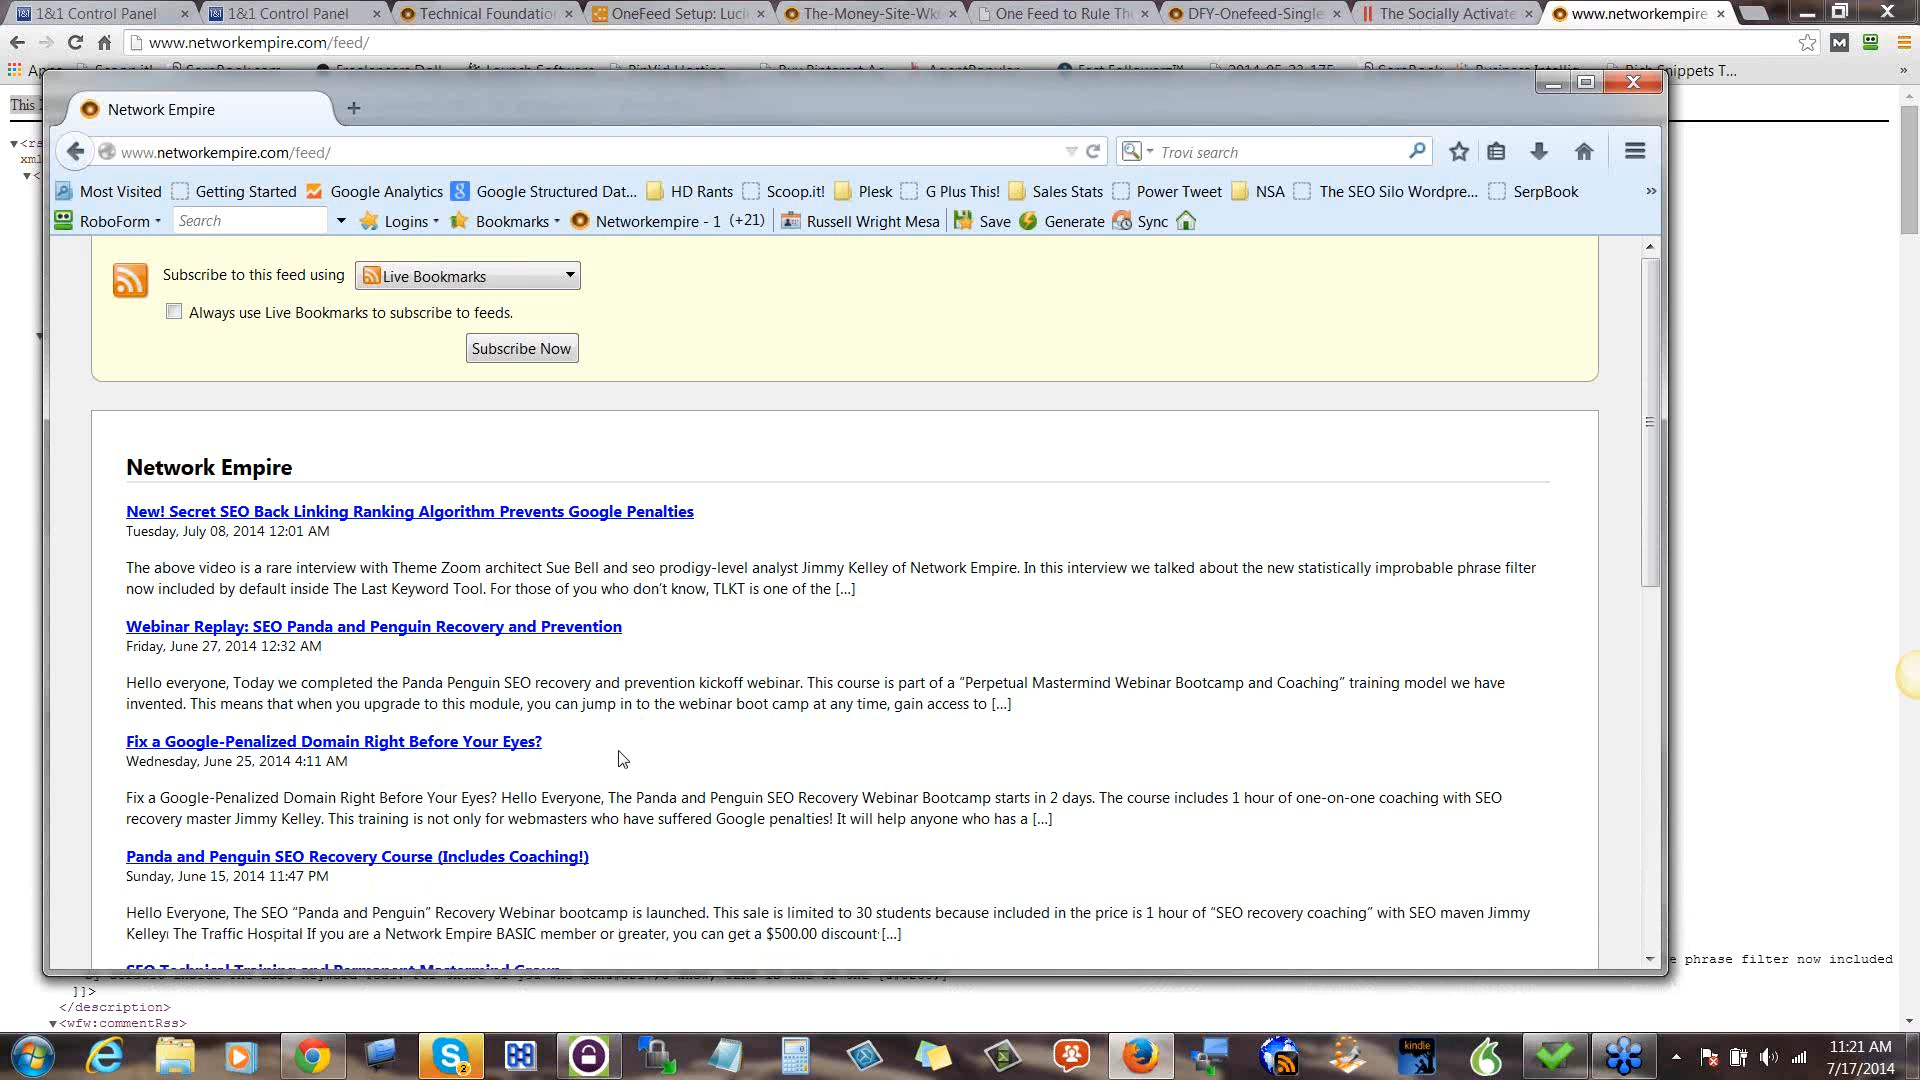 1&1 Control Panel
1&1 Control Panel
Technical Foundatio
OneFeed Setup: Luci
The-Money-Site-Wk
One Feed to Rule Th
DFY-Onefeed-Single
The Socially Activate
www.networkempire
www.networkempire.com/feed/
2014-05-23-175
Rich Snippets T...
This
Network Empire
www.networkempire.com/feed/
Trovi search
Most Visited Getting Started Google Analytics Google Structured Dat... HD Rants Scoop.it! Plesk G Plus This! Sales Stats Power Tweet NSA The SEO Silo Wordpre... SerpBook
RoboForm Search Logins Bookmarks Networkempire - 1 (+21) Russell Wright Mesa Save Generate Sync
<rs
xml
<
Subscribe to this feed using Live Bookmarks
Always use Live Bookmarks to subscribe to feeds.
Subscribe Now
Network Empire
New! Secret SEO Back Linking Ranking Algorithm Prevents Google Penalties
Tuesday, July 08, 2014 12:01 AM
The above video is a rare interview with Theme Zoom architect Sue Bell and seo prodigy-level analyst Jimmy Kelley of Network Empire. In this interview we talked about the new statistically improbable phrase filter
now included by default inside The Last Keyword Tool. For those of you who don't know, TLKT is one of the [...]
Webinar Replay: SEO Panda and Penguin Recovery and Prevention
Friday, June 27, 2014 12:32 AM
Hello everyone, Today we completed the Panda Penguin SEO recovery and prevention kickoff webinar. This course is part of a "Perpetual Mastermind Webinar Bootcamp and Coaching" training model we have
invented. This means that when you upgrade to this module, you can jump in to the webinar boot camp at any time, gain access to [...]
Fix a Google-Penalized Domain Right Before Your Eyes?
Wednesday, June 25, 2014 4:11 AM
Fix a Google-Penalized Domain Right Before Your Eyes? Hello Everyone, The Panda and Penguin SEO Recovery Webinar Bootcamp starts in 2 days. The course includes 1 hour of one-on-one coaching with SEO
recovery master Jimmy Kelley. This training is not only for webmasters who have suffered Google penalties! It will help anyone who has a [...]
Panda and Penguin SEO Recovery Course (Includes Coaching!)
Sunday, June 15, 2014 11:47 PM
Hello Everyone, The SEO "Panda and Penguin" Recovery Webinar bootcamp is launched. This sale is limited to 30 students because included in the price is 1 hour of "SEO recovery coaching" with SEO maven Jimmy
Kelley The Traffic Hospital If you are a Network Empire BASIC member or greater, you can get a $500.00 discount [...]
SEO Technical Training and Permanent Mastermind Group
e phrase filter now included
]]>
</description>
<wfw:commentRss>
kindle
2
11:21 AM
7/17/2014